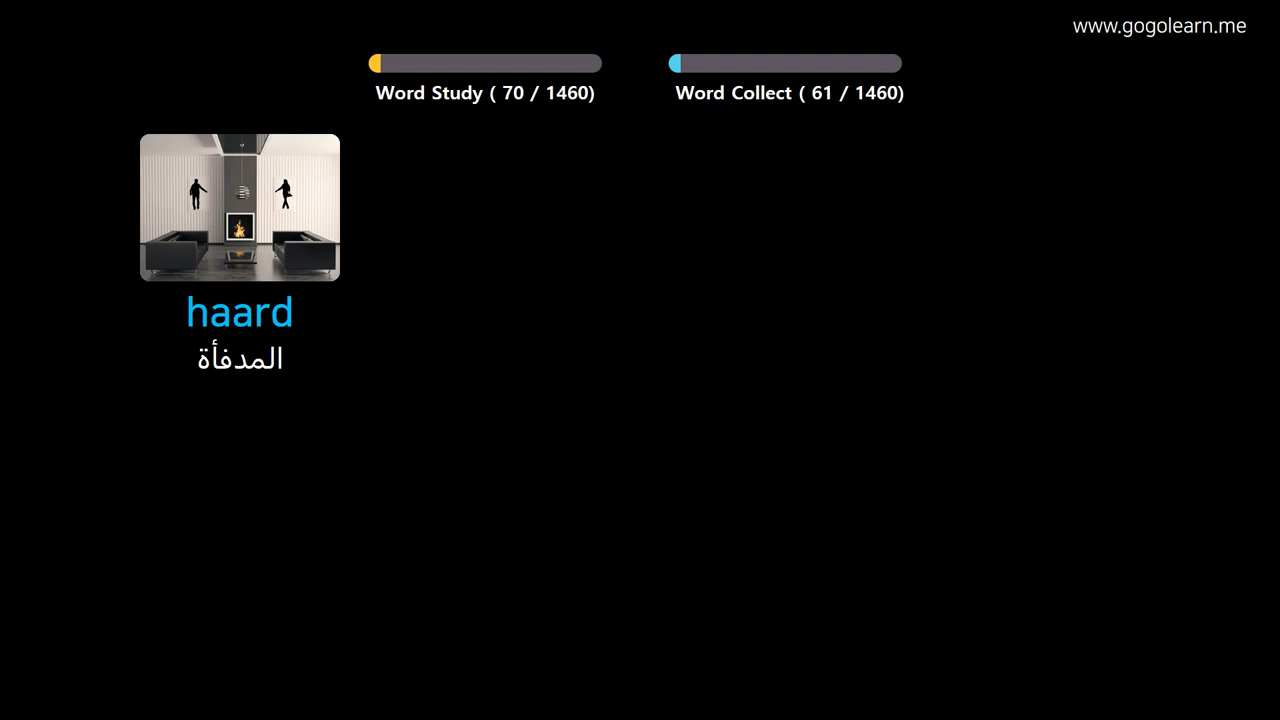 www.gogolearn.me
Word Study ( 70 / 1460)
Word Collect ( 61 / 1460)
haard
المدفأة